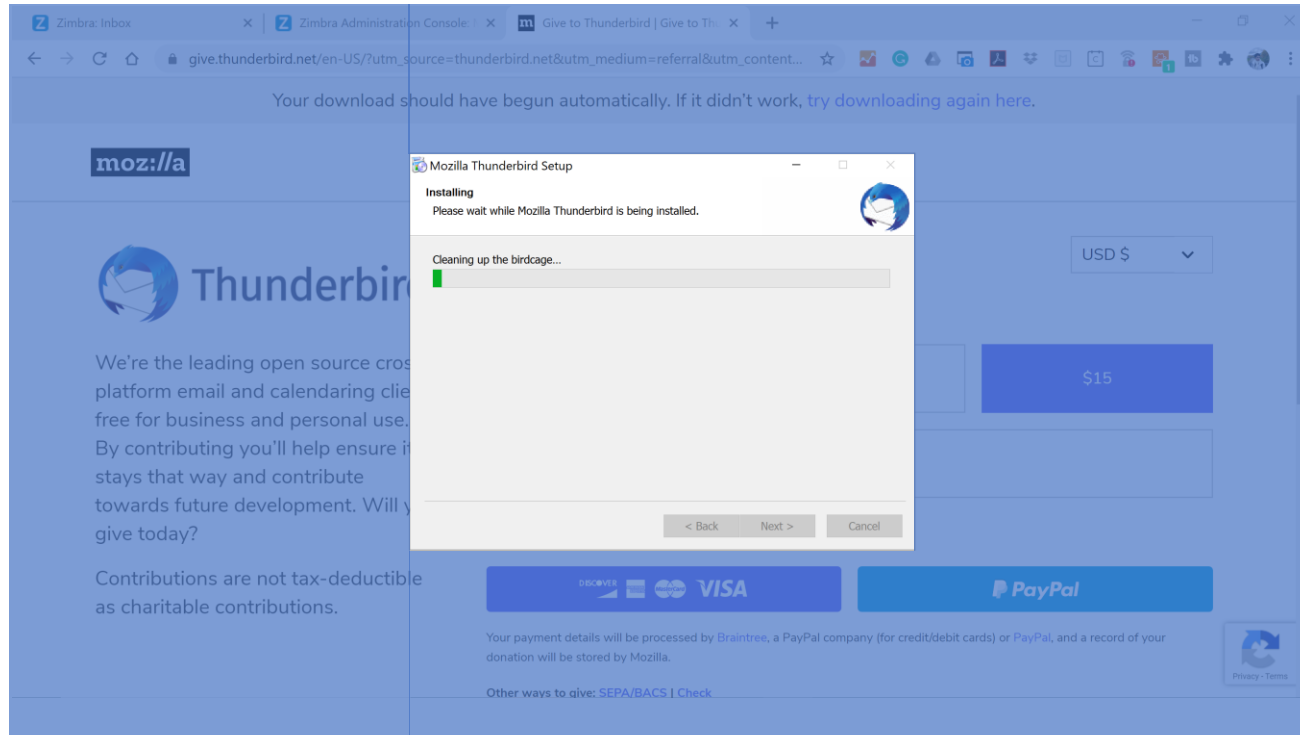 Zimbra: Inbox
Zimbra Administration Console:
Give to Thunderbird | Give to Thu
give.thunderbird.net/en-US/?utm_source=thunderbird.net&utm_medium=referral&utm_content...
Your download should have begun automatically. If it didn't work, try downloading again here.
moz://a
Mozilla Thunderbird Setup
Installing
Please wait while Mozilla Thunderbird is being installed.
Cleaning up the birdcage...
< Back Next > Cancel
USD $
Thunderbir
We're the leading open source cros
platform email and calendaring clie
free for business and personal use.
By contributing you'll help ensure it
stays that way and contribute
towards future development. Will y
give today?
Contributions are not tax-deductible
as charitable contributions.
$15
DISCOVER VISA
PayPal
Your payment details will be processed by Braintree, a PayPal company (for credit/debit cards) or PayPal, and a record of your
donation will be stored by Mozilla.
Other ways to give: SEPA/BACS | Check
Privacy - Terms